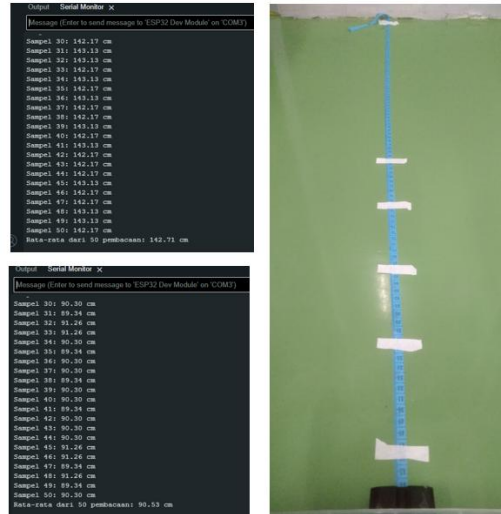 Output Serial Monitor ×
Message (Enter to send message to 'ESP32 Dev Module' on 'COM3')
Sampel 30: 142.17 cm
Sampel 31: 143.13 cm
Sampel 32: 143.13 cm
Sampel 33: 142.17 cm
Sampel 34: 143.13 cm
Sampel 35: 143.13 cm
Sampel 36: 143.13 cm
Sampel 37: 142.17 cm
Sampel 38: 142.17 cm
Sampel 39: 143.13 cm
Sampel 40: 142.17 cm
Sampel 41: 143.13 cm
Sampel 42: 142.17 cm
Sampel 43: 142.17 cm
Sampel 44: 142.17 cm
Sampel 45: 143.13 cm
Sampel 46: 142.17 cm
Sampel 47: 142.17 cm
Sampel 48: 143.13 cm
Sampel 49: 143.13 cm
Sampel 50: 142.17 cm
Rata-rata dari 50 pembacaan: 142.71 cm
Output Serial Monitor ×
Message (Enter to send message to 'ESP32 Dev Module' on 'COM3')
Sampel 30: 90.30 cm
Sampel 31: 89.34 cm
Sampel 32: 91.26 cm
Sampel 33: 91.26 cm
Sampel 34: 90.30 cm
Sampel 35: 89.34 cm
Sampel 36: 90.30 cm
Sampel 37: 90.30 cm
Sampel 38: 89.34 cm
Sampel 39: 90.30 cm
Sampel 40: 90.30 cm
Sampel 41: 89.34 cm
Sampel 42: 90.30 cm
Sampel 43: 90.30 cm
Sampel 44: 90.30 cm
Sampel 45: 91.26 cm
Sampel 46: 91.26 cm
Sampel 47: 89.34 cm
Sampel 48: 91.26 cm
Sampel 49: 89.34 cm
Sampel 50: 90.30 cm
Rata-rata dari 50 pembacaan: 90.53 cm